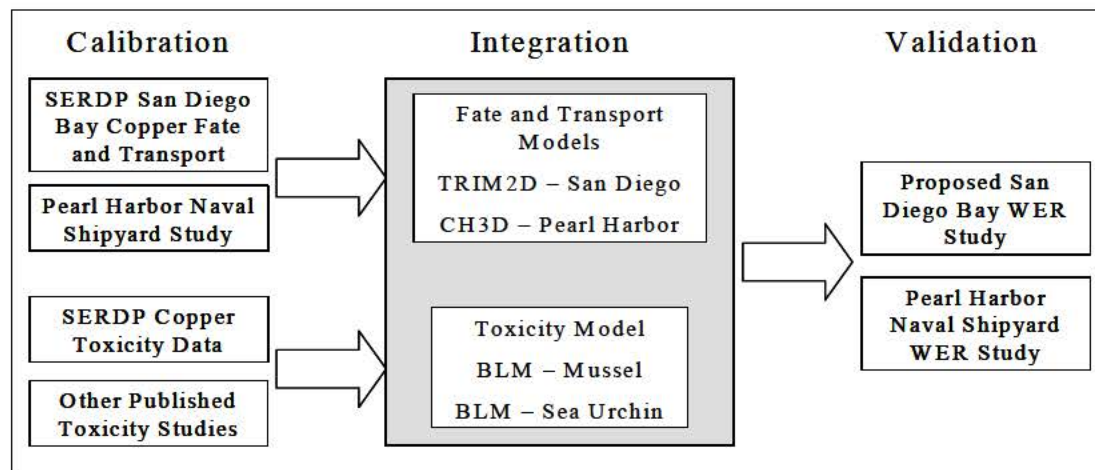 Calibration
SERDP San Diego
Bay Copper Fate
and Transport
Pearl Harbor Naval
Shipyard Study
SERDP Copper
Toxicity Data
Other Published
Toxicity Studies
Integration
Fate and Transport
Models
TRIM2D – San Diego
CH3D – Pearl Harbor
Toxicity Model
BLM – Mussel
BLM – Sea Urchin
Validation
Proposed San
Diego Bay WER
Study
Pearl Harbor
Naval Shipyard
WER Study